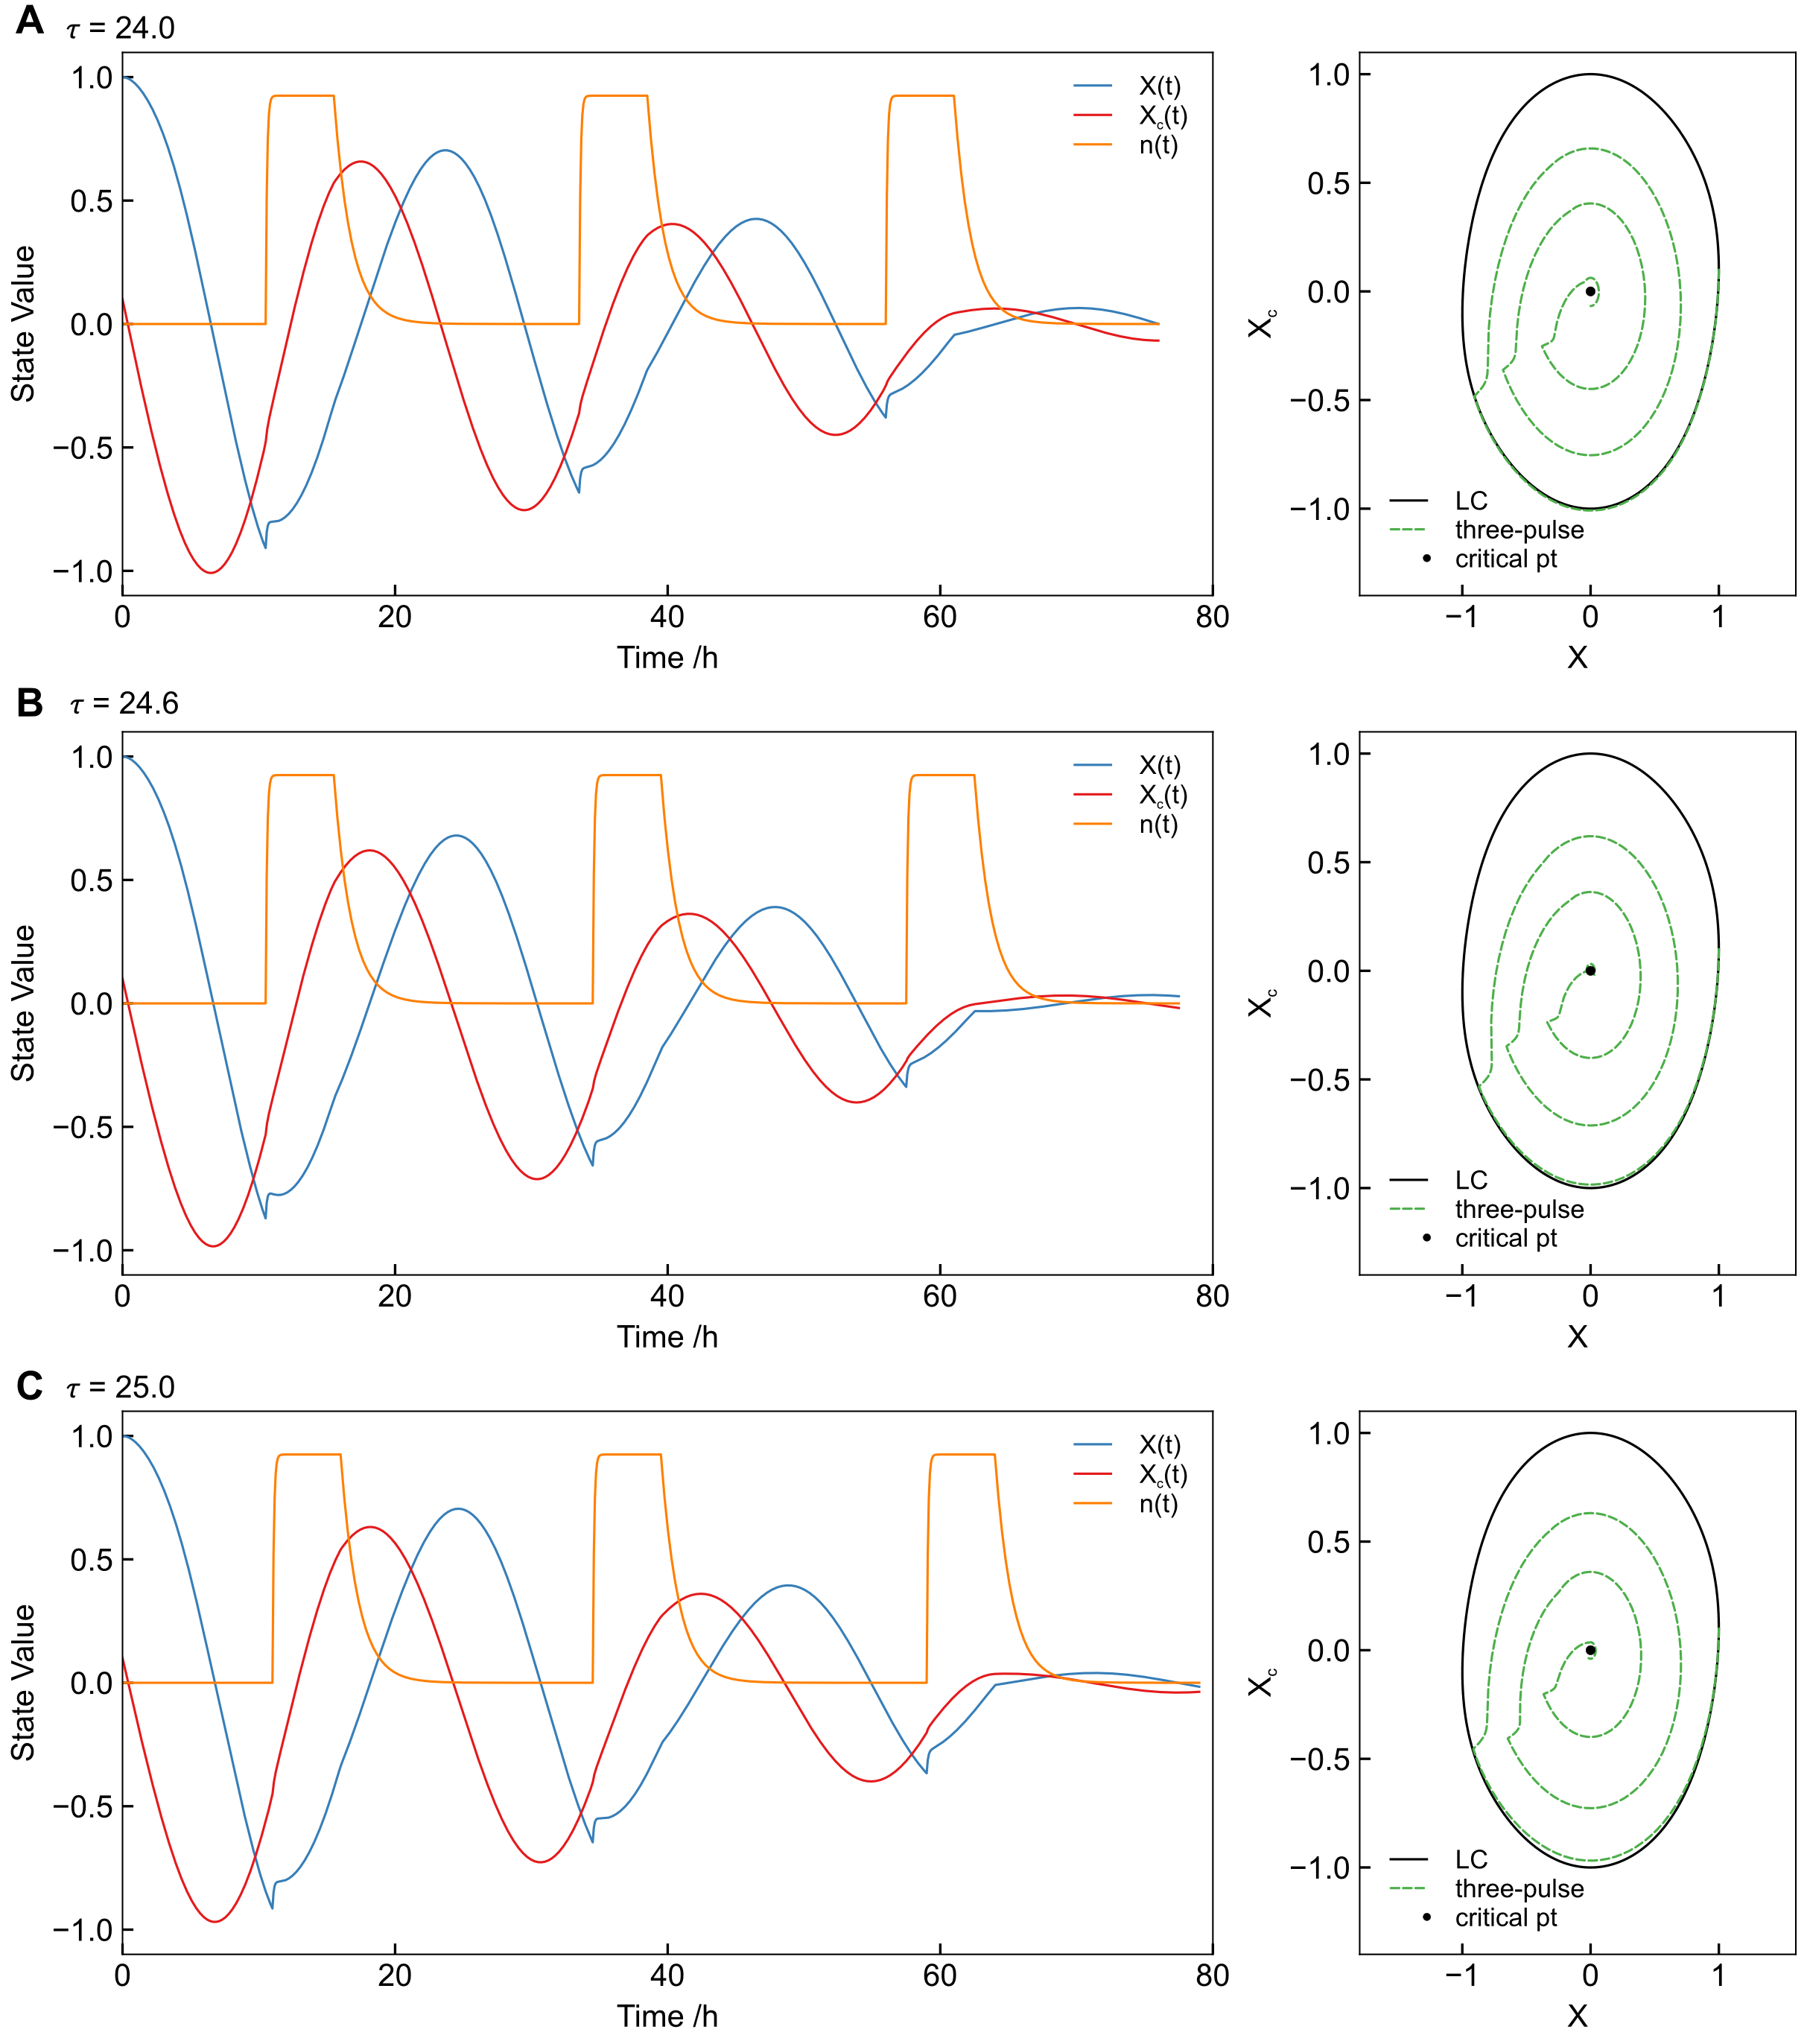 A τ = 24.0
1.0
0.5
0.0
−0.5
−1.0
State Value
0 20 40 60 80
Time /h
X(t)
Xc(t)
n(t)
1.0
0.5
0.0
−0.5
−1.0
Xc
LC
three-pulse
critical pt
−1 0 1
X
B τ = 24.6
1.0
0.5
0.0
−0.5
−1.0
State Value
0 20 40 60 80
Time /h
X(t)
Xc(t)
n(t)
1.0
0.5
0.0
−0.5
−1.0
Xc
LC
three-pulse
critical pt
−1 0 1
X
C τ = 25.0
1.0
0.5
0.0
−0.5
−1.0
State Value
0 20 40 60 80
Time /h
X(t)
Xc(t)
n(t)
1.0
0.5
0.0
−0.5
−1.0
Xc
LC
three-pulse
critical pt
−1 0 1
X